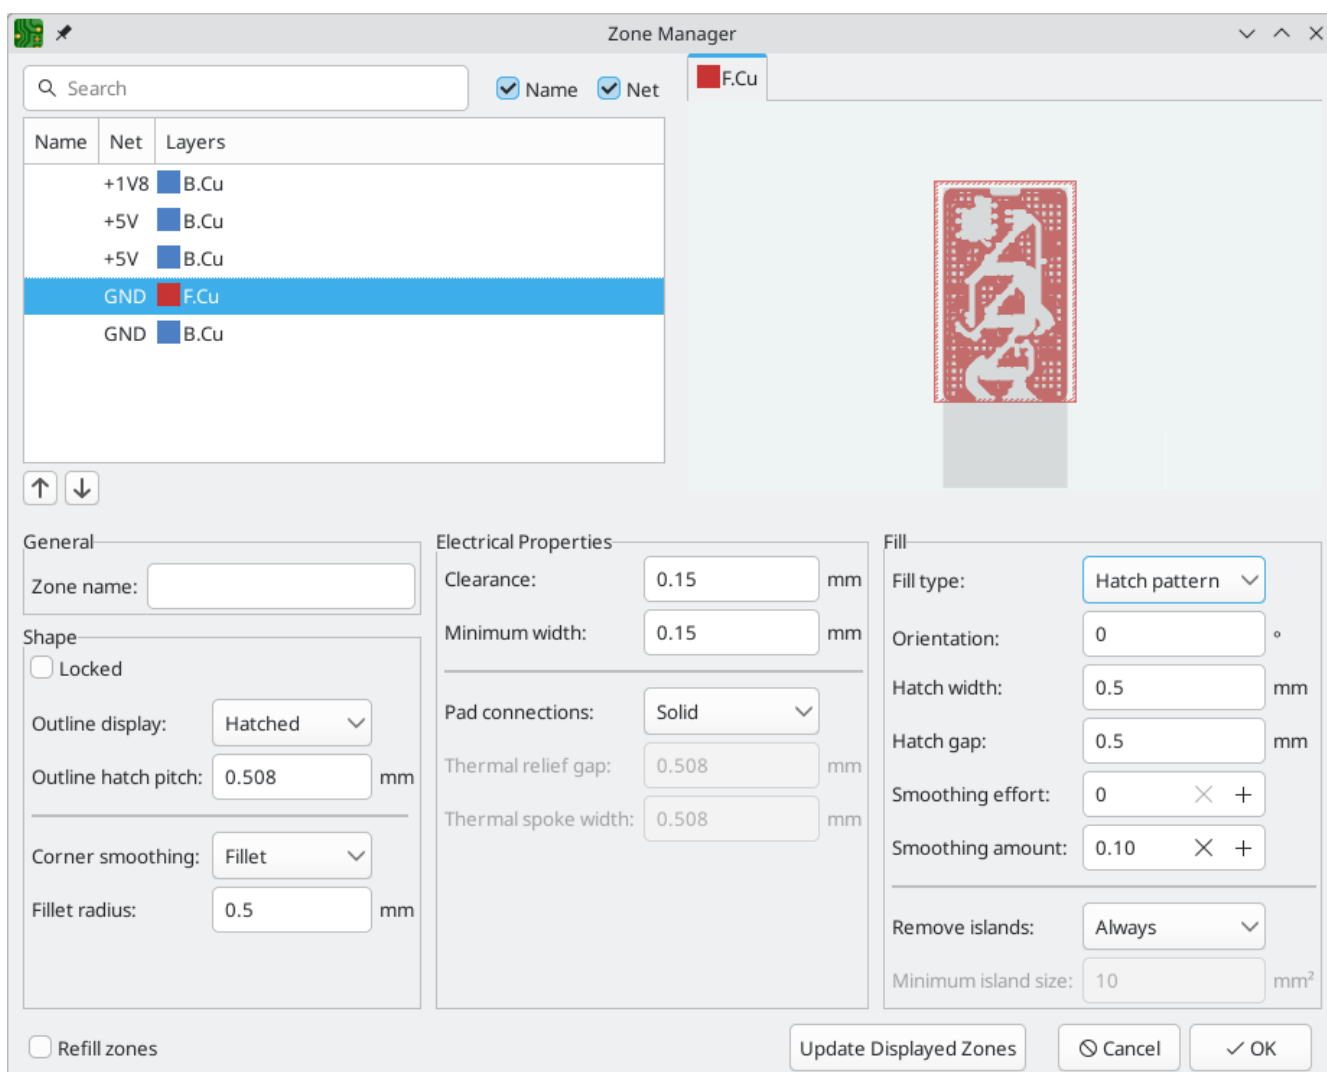 Zone Manager
Search
Name
Net
F.Cu
Name Net Layers
+1V8 B.Cu
+5V B.Cu
+5V B.Cu
GND F.Cu
GND B.Cu
General
Zone name:
Shape
Locked
Outline display: Hatched
Outline hatch pitch: 0.508 mm
Corner smoothing: Fillet
Fillet radius: 0.5 mm
Electrical Properties
Clearance: 0.15 mm
Minimum width: 0.15 mm
Pad connections: Solid
Thermal relief gap: 0.508 mm
Thermal spoke width: 0.508 mm
Fill
Fill type: Hatch pattern
Orientation: 0 °
Hatch width: 0.5 mm
Hatch gap: 0.5 mm
Smoothing effort: 0
Smoothing amount: 0.10
Remove islands: Always
Minimum island size: 10 mm²
Refill zones
Update Displayed Zones
Cancel
OK